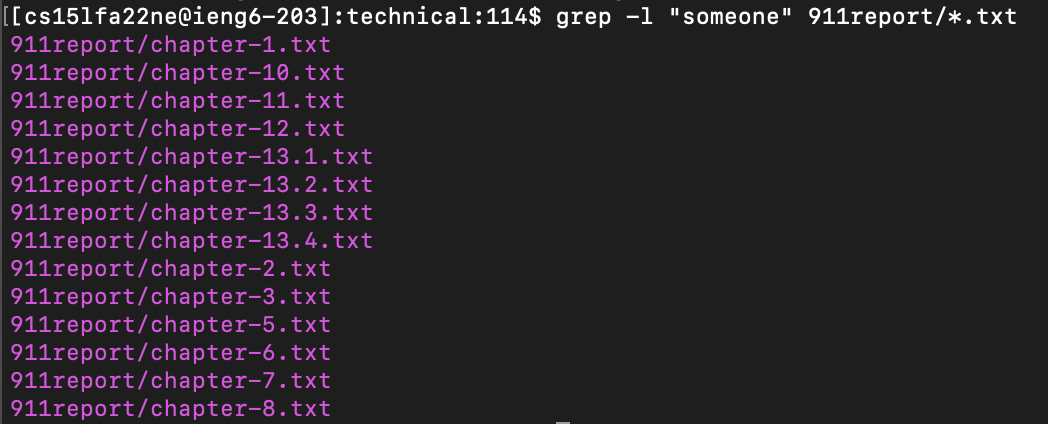 [[cs15lfa22ne@ieng6-203]:technical:114$ grep -l "someone" 911report/*.txt
911report/chapter-1.txt
911report/chapter-10.txt
911report/chapter-11.txt
911report/chapter-12.txt
911report/chapter-13.1.txt
911report/chapter-13.2.txt
911report/chapter-13.3.txt
911report/chapter-13.4.txt
911report/chapter-2.txt
911report/chapter-3.txt
911report/chapter-5.txt
911report/chapter-6.txt
911report/chapter-7.txt
911report/chapter-8.txt